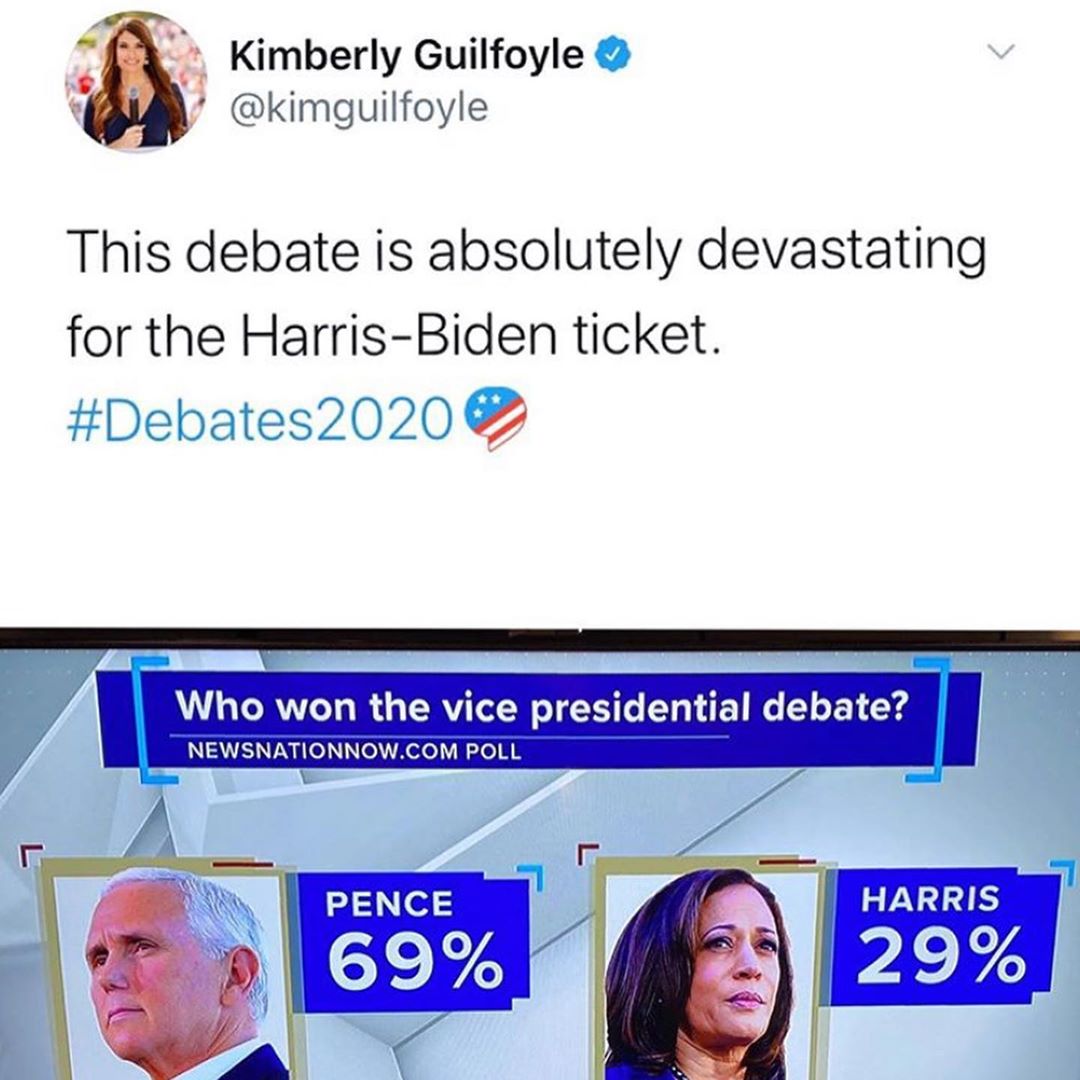 Kimberly Guilfoyle
@kimguilfoyle
This debate is absolutely devastating
for the Harris-Biden ticket.
#Debates2020
Who won the vice presidential debate?
NEWSNATIONNOW.COM POLL
PENCE
69%
HARRIS
29%